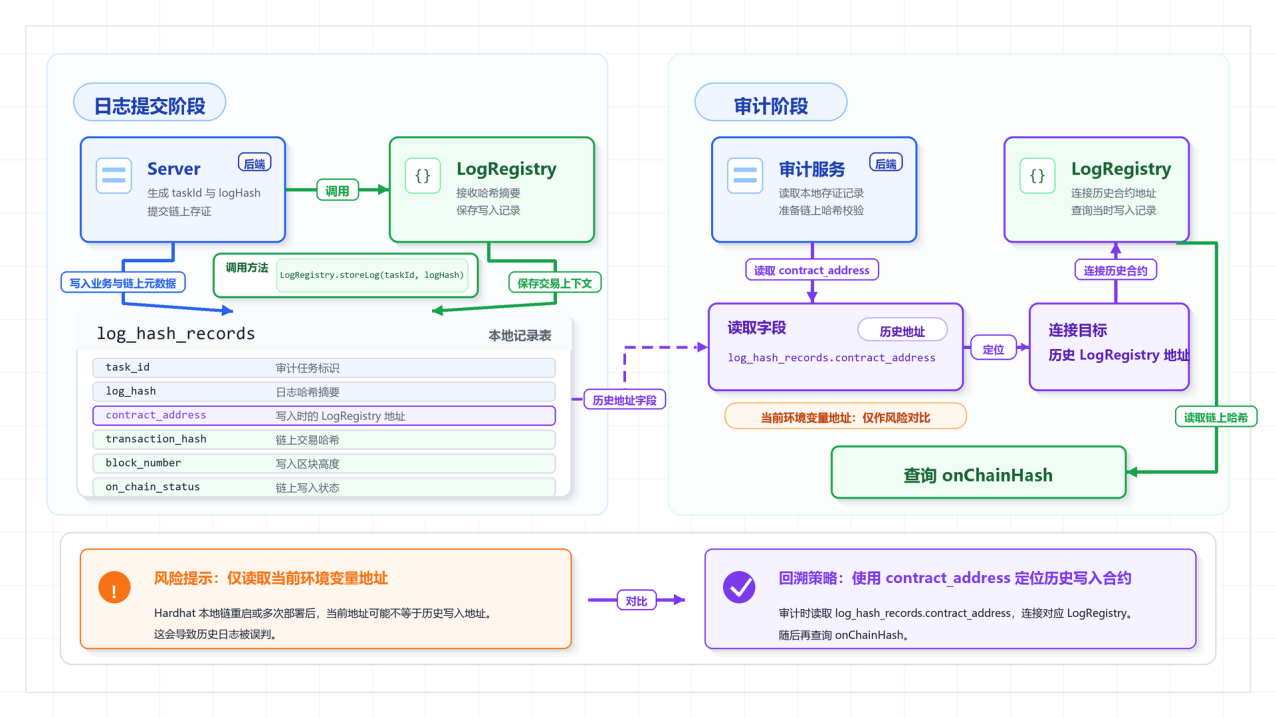 日志提交阶段
Server
后端
生成 taskId 与 logHash
提交链上存证
调用
{}
LogRegistry
接收哈希摘要
保存写入记录
写入业务与链上元数据
调用方法
LogRegistry.storeLog(taskId, logHash)
保存交易上下文
log_hash_records
本地记录表
task_id
审计任务标识
log_hash
日志哈希摘要
contract_address
写入时的 LogRegistry 地址
transaction_hash
链上交易哈希
block_number
写入区块高度
on_chain_status
链上写入状态
历史地址字段
审计阶段
审计服务
后端
读取本地存证记录
准备链上哈希校验
{}
LogRegistry
连接历史合约地址
查询当时写入记录
读取 contract_address
连接历史合约
读取字段
历史地址
log_hash_records.contract_address
定位
连接目标
历史 LogRegistry 地址
当前环境变量地址：仅作风险对比
读取链上哈希
查询 onChainHash
!
风险提示：仅读取当前环境变量地址
Hardhat 本地链重启或多次部署后，当前地址可能不等于历史写入地址。
这会导致历史日志被误判。
对比
回溯策略：使用 contract_address 定位历史写入合约
审计时读取 log_hash_records.contract_address，连接对应 LogRegistry。
随后再查询 onChainHash。